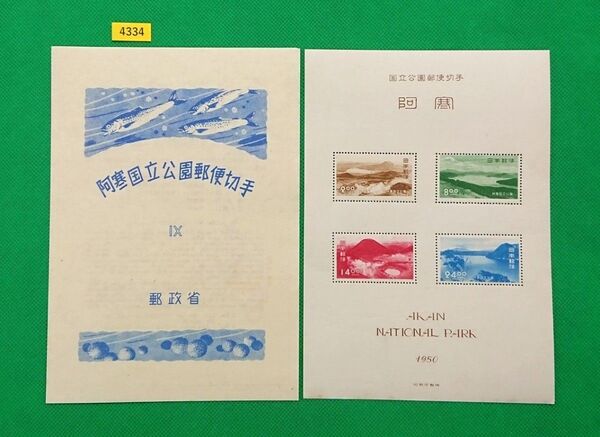 4334
阿寒国立公園郵便切手
IX
郵政省
国立公園郵便切手
阿寒
日本郵便
2.00
日本郵便
8.00
日本郵便
14.00
日本郵便
24.00
AKAN
NATIONAL PARK
1950